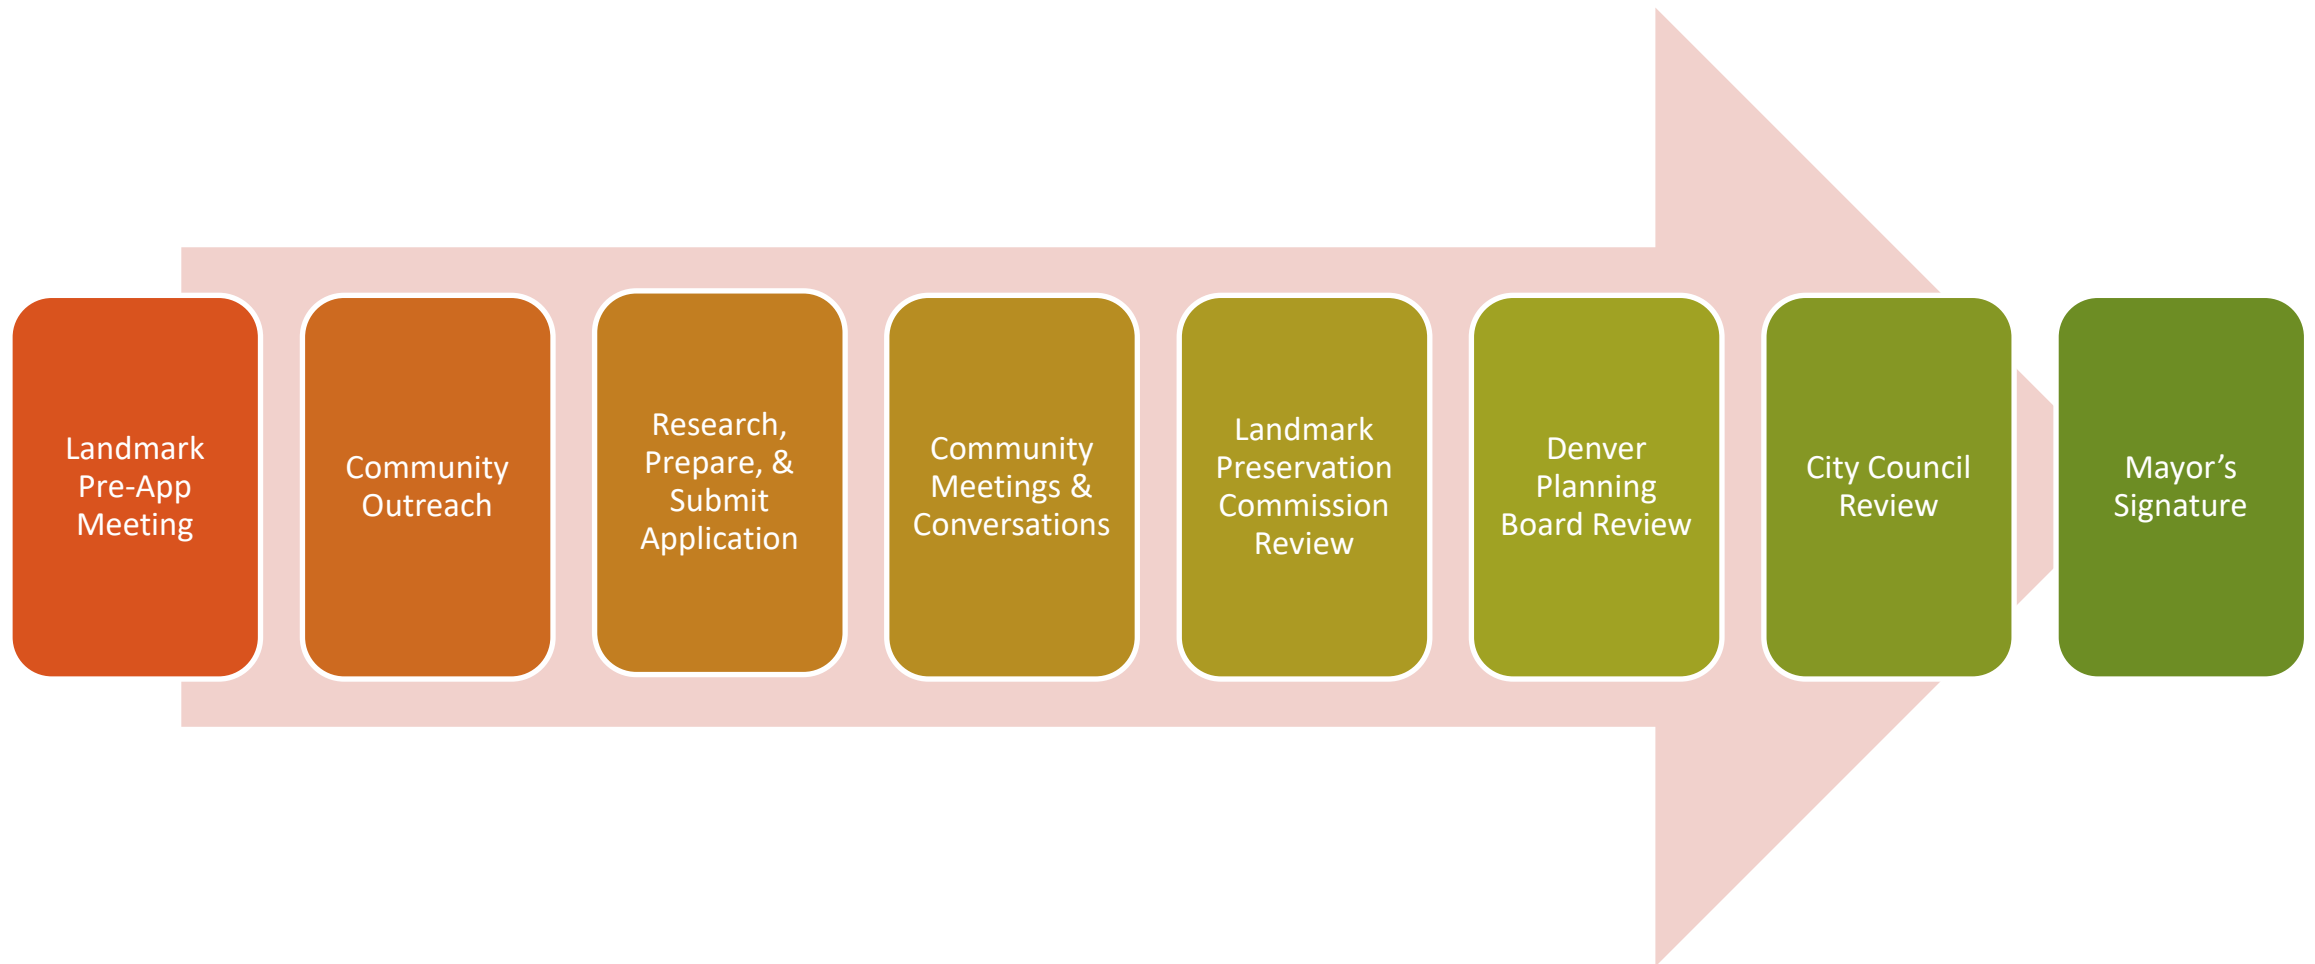 Landmark
Pre-App
Meeting
Community
Outreach
Research,
Prepare, &
Submit
Application
Community
Meetings &
Conversations
Landmark
Preservation
Commission
Review
Denver
Planning
Board Review
City Council
Review
Mayor’s
Signature